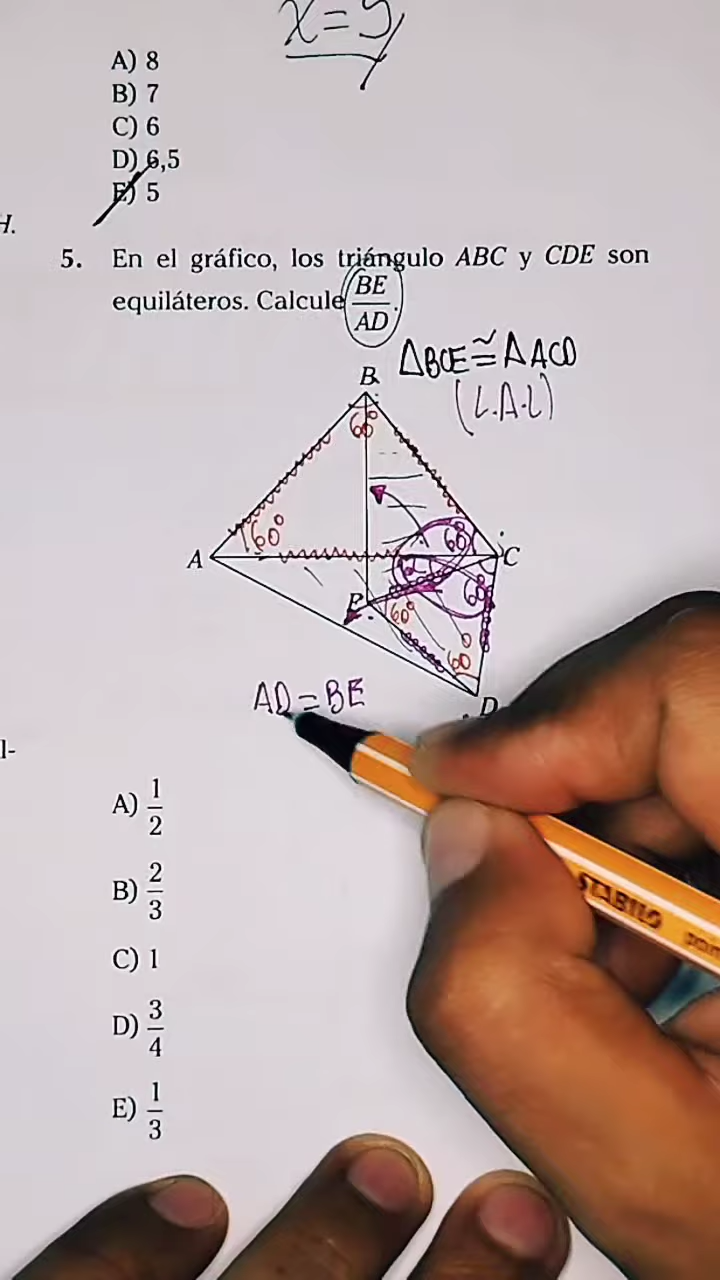 x=5
A) 8
B) 7
C) 6
D) 6,5
E) 5
H.
5. En el gráfico, los triángulo ABC y CDE son
equiláteros. Calcule BE/AD.
△BCE≅△ACD
(L.A.L)
B
60°
60°
A
60
C
60
E
60°
60°
D
AD=BE
l-
A) 1/2
B) 2/3
C) 1
D) 3/4
E) 1/3
STABILO